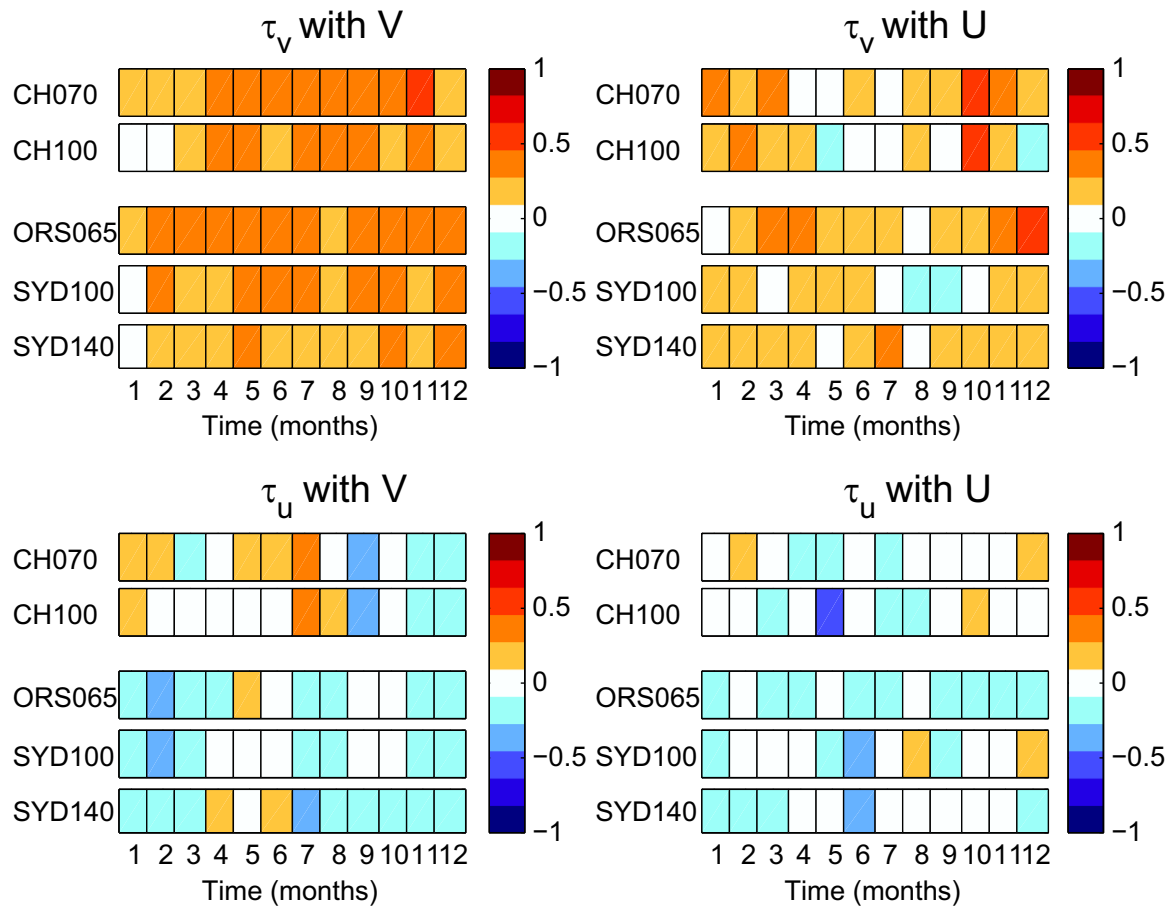 τv with V
CH070
CH100
ORS065
SYD100
SYD140
1 2 3 4 5 6 7 8 9 10 11 12
Time (months)
1
0.5
0
−0.5
−1
τv with U
CH070
CH100
ORS065
SYD100
SYD140
1 2 3 4 5 6 7 8 9 10 11 12
Time (months)
1
0.5
0
−0.5
−1
τu with V
CH070
CH100
ORS065
SYD100
SYD140
1 2 3 4 5 6 7 8 9 10 11 12
Time (months)
1
0.5
0
−0.5
−1
τu with U
CH070
CH100
ORS065
SYD100
SYD140
1 2 3 4 5 6 7 8 9 10 11 12
Time (months)
1
0.5
0
−0.5
−1